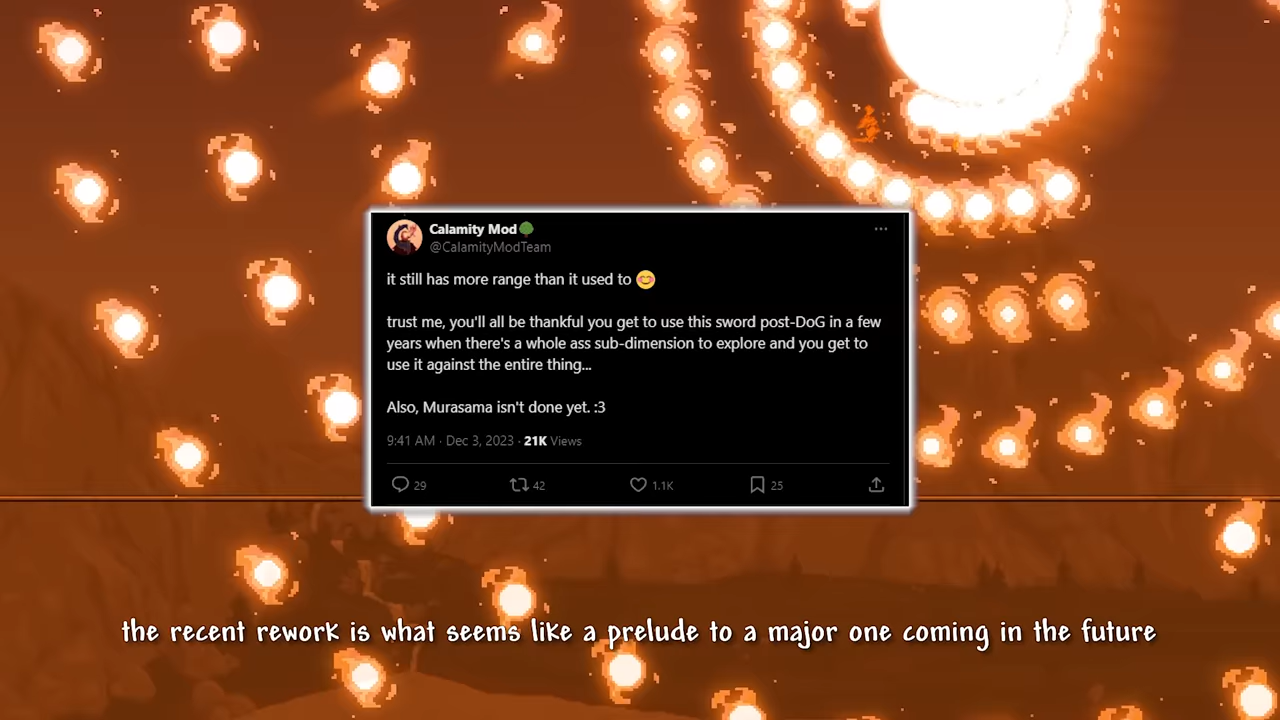 Calamity Mod🌳
@CalamityModTeam
it still has more range than it used to 😊
trust me, you'll all be thankful you get to use this sword post-DoG in a few
years when there's a whole ass sub-dimension to explore and you get to
use it against the entire thing...
Also, Murasama isn't done yet. :3
9:41 AM · Dec 3, 2023 · 21K Views
29 42 1.1K 25
the recent rework is what seems like a prelude to a major one coming in the future